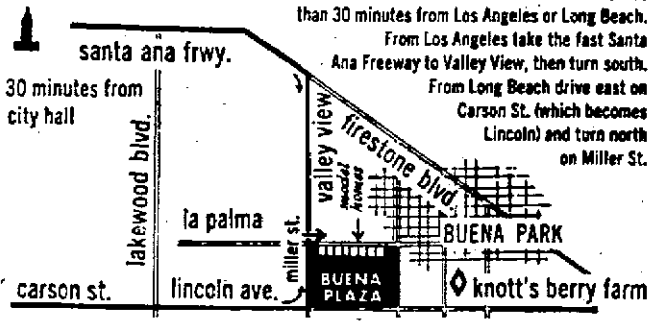 than 30 minutes from Los Angeles or Long Beach.
From Los Angeles take the fast Santa
Ana Freeway to Valley View, then turn south.
From Long Beach drive east on
Carson St. (which becomes
Lincoln) and turn north
on Miller St.
santa ana frwy.
30 minutes from
city hall
lakewood blvd.
valley view
firestone blvd.
model
homes
la palma
miller st.
BUENA PARK
BUENA
PLAZA
knott's berry farm
carson st.
lincoln ave.